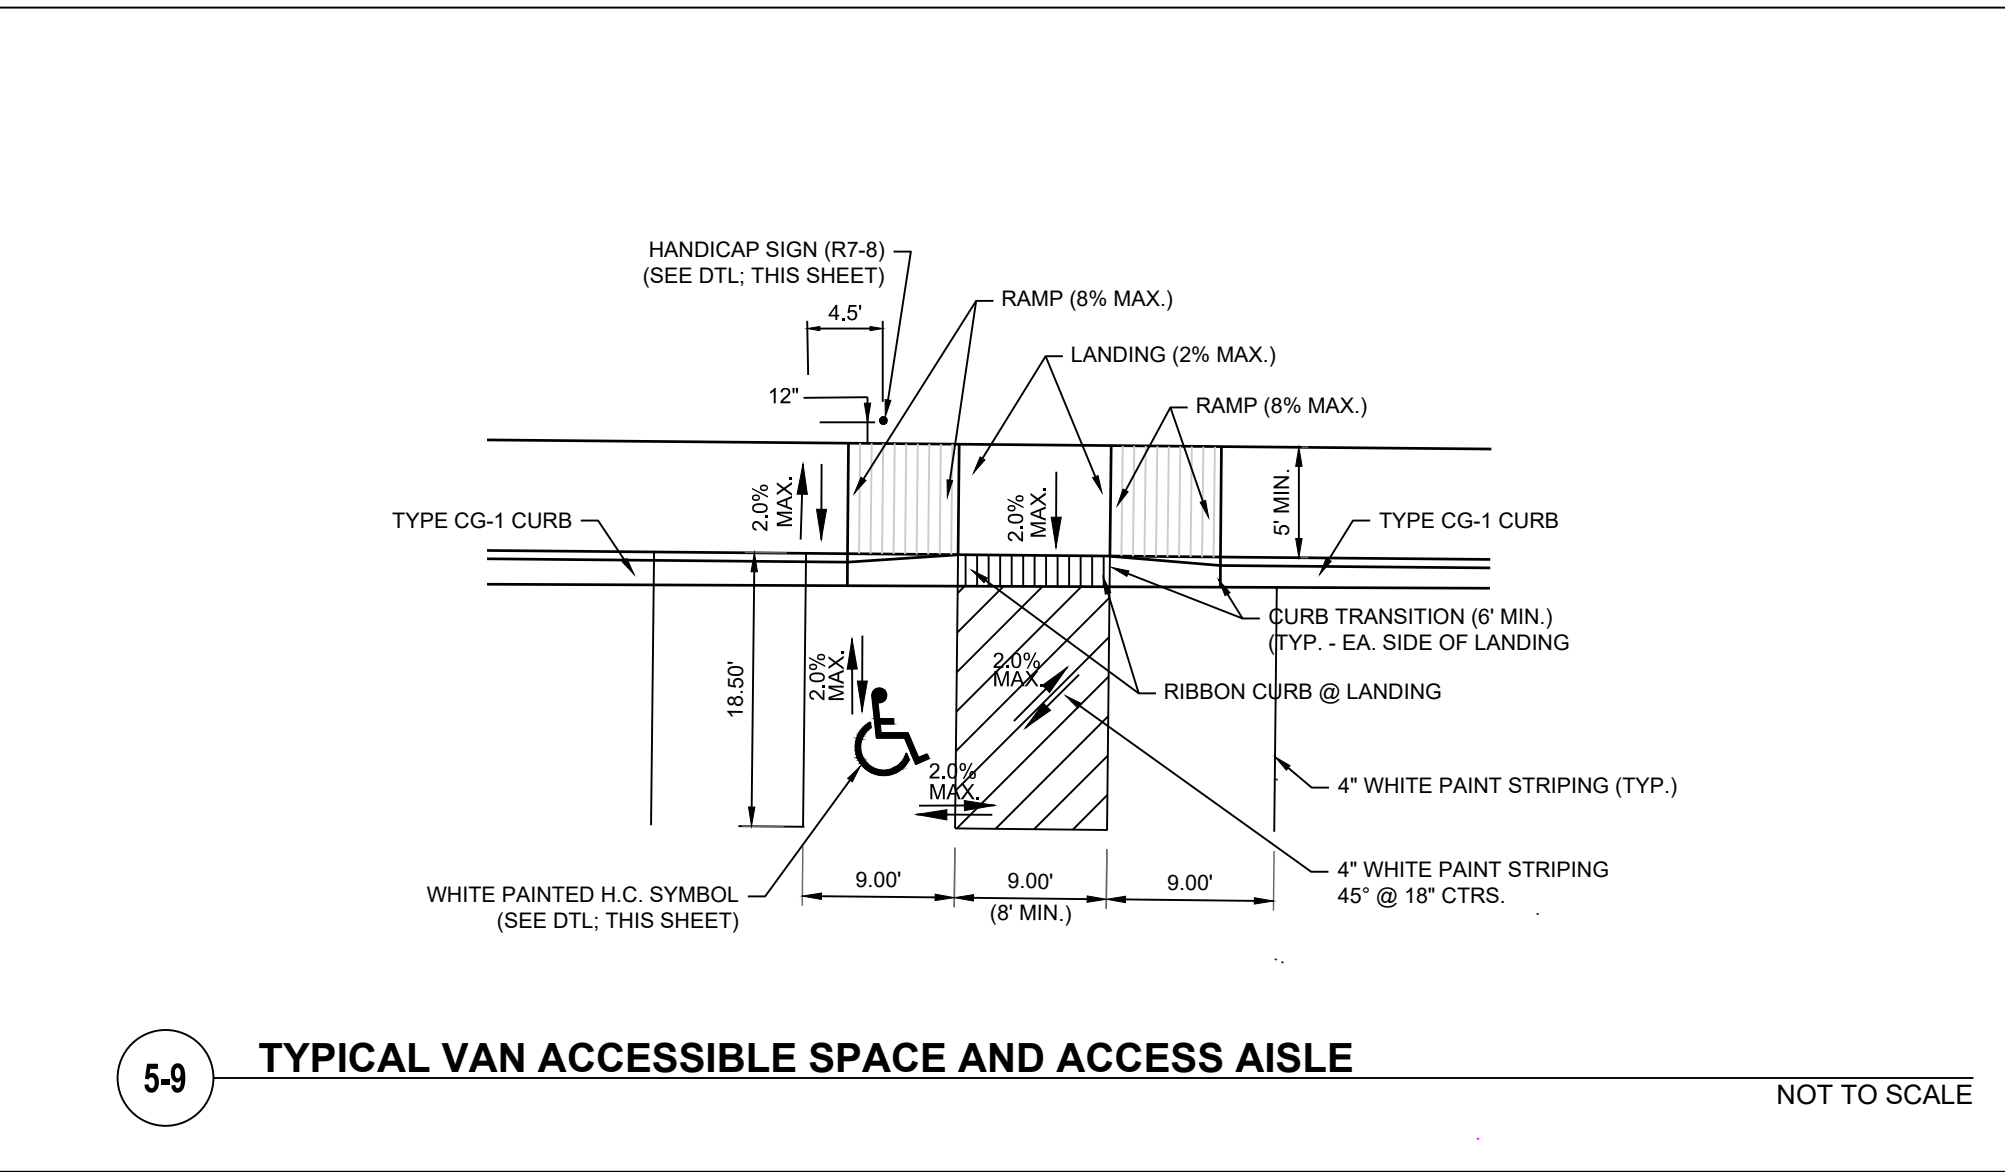 HANDICAP SIGN (R7-8)
(SEE DTL; THIS SHEET)
RAMP (8% MAX.)
4.5'
LANDING (2% MAX.)
12"
RAMP (8% MAX.)
2.0%
MAX.
2.0%
MAX.
5' MIN.
TYPE CG-1 CURB
TYPE CG-1 CURB
CURB TRANSITION (6' MIN.)
(TYP. - EA. SIDE OF LANDING
18.50'
2.0%
MAX.
2.0%
MAX.
RIBBON CURB @ LANDING
2.0%
MAX.
4" WHITE PAINT STRIPING (TYP.)
4" WHITE PAINT STRIPING
45° @ 18" CTRS.
9.00'
9.00'
9.00'
(8' MIN.)
WHITE PAINTED H.C. SYMBOL
(SEE DTL; THIS SHEET)
5-9
TYPICAL VAN ACCESSIBLE SPACE AND ACCESS AISLE
NOT TO SCALE